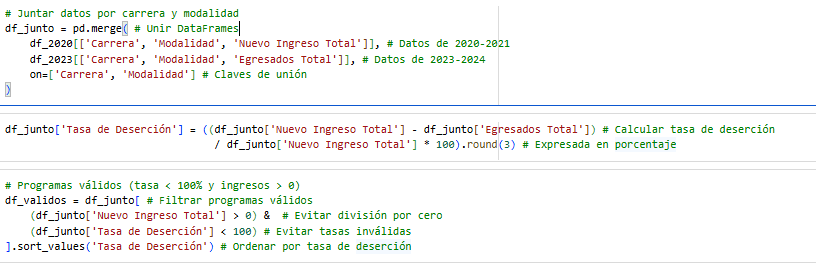 # Juntar datos por carrera y modalidad
df_junto = pd.merge( # Unir DataFrames
    df_2020[['Carrera', 'Modalidad', 'Nuevo Ingreso Total']], # Datos de 2020-2021
    df_2023[['Carrera', 'Modalidad', 'Egresados Total']], # Datos de 2023-2024
    on=['Carrera', 'Modalidad'] # Claves de unión
)
df_junto['Tasa de Deserción'] = ((df_junto['Nuevo Ingreso Total'] - df_junto['Egresados Total']) # Calcular tasa de deserción
                              / df_junto['Nuevo Ingreso Total'] * 100).round(3) # Expresada en porcentaje
# Programas válidos (tasa < 100% y ingresos > 0)
df_validos = df_junto[ # Filtrar programas válidos
    (df_junto['Nuevo Ingreso Total'] > 0) &  # Evitar división por cero
    (df_junto['Tasa de Deserción'] < 100) # Evitar tasas inválidas
].sort_values('Tasa de Deserción') # Ordenar por tasa de deserción